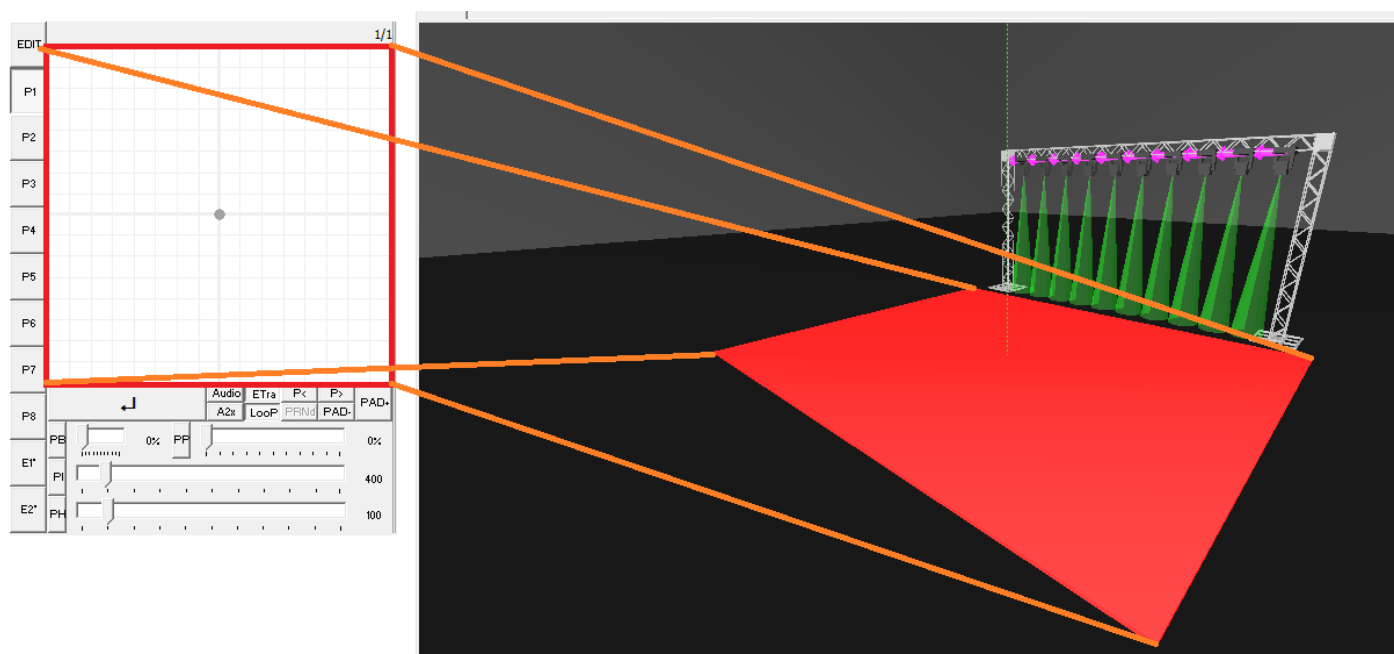 1/1
EDIT
P1
P2
P3
P4
P5
P6
P7
P8
E1*
E2*
Audio ETra P< P> PAD+
A2x LooP PRNd PAD-
PB 0% PP 0%
PI 400
PH 100